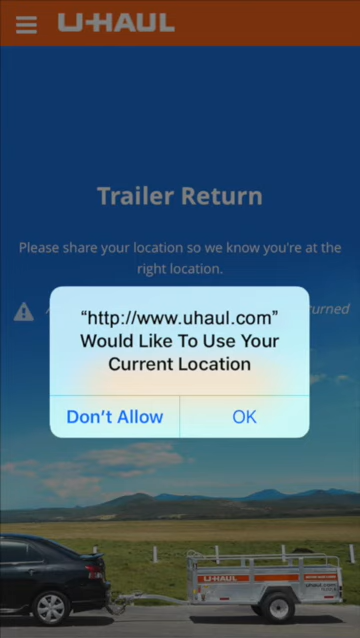 U-HAUL
Trailer Return
Please share your location so we know you're at the
right location.
urned
“http://www.uhaul.com”
Would Like To Use Your
Current Location
Don’t Allow
OK
U-HAUL